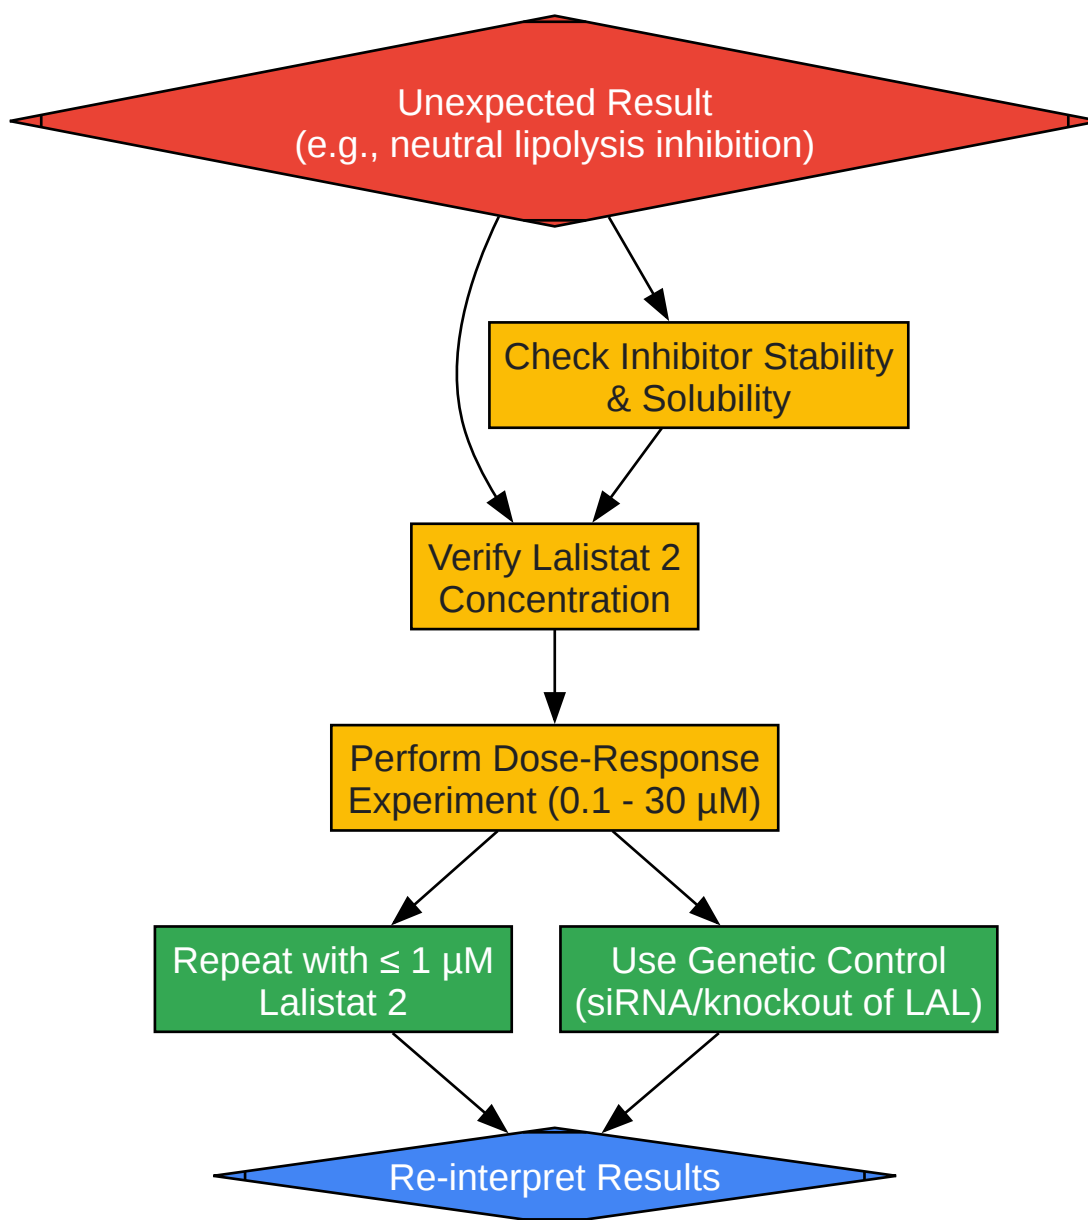 Unexpected Result
(e.g., neutral lipolysis inhibition)
Check Inhibitor Stability
& Solubility
Verify Lalistat 2
Concentration
Perform Dose-Response
Experiment (0.1 - 30 µM)
Repeat with ≤ 1 µM
Lalistat 2
Use Genetic Control
(siRNA/knockout of LAL)
Re-interpret Results